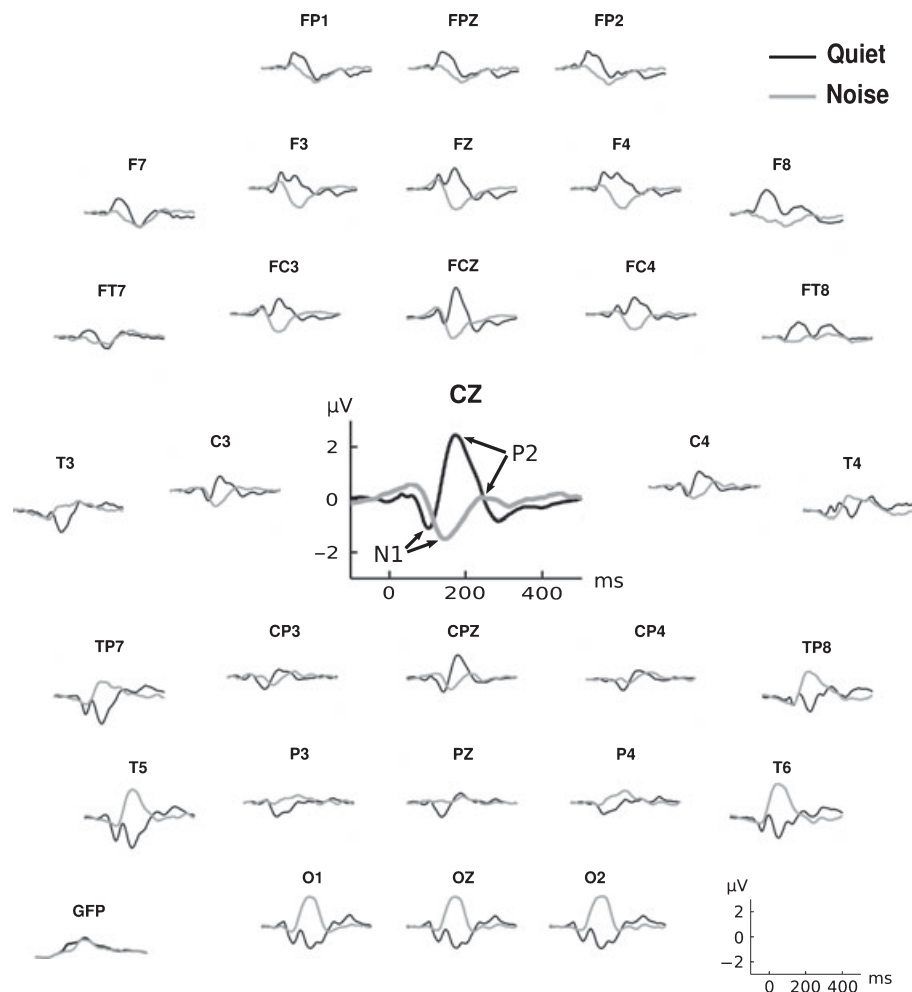 FP1 FPZ FP2
Quiet
Noise
F7 F3 FZ F4 F8
FT7 FC3 FCZ FC4 FT8
CZ
µV
T3 C3 C4 T4
2
P2
0
N1
−2
ms
0 200 400
TP7 CP3 CPZ CP4 TP8
T5 P3 PZ P4 T6
O1 OZ O2
GFP
µV
2
0
−2
ms
0 200 400